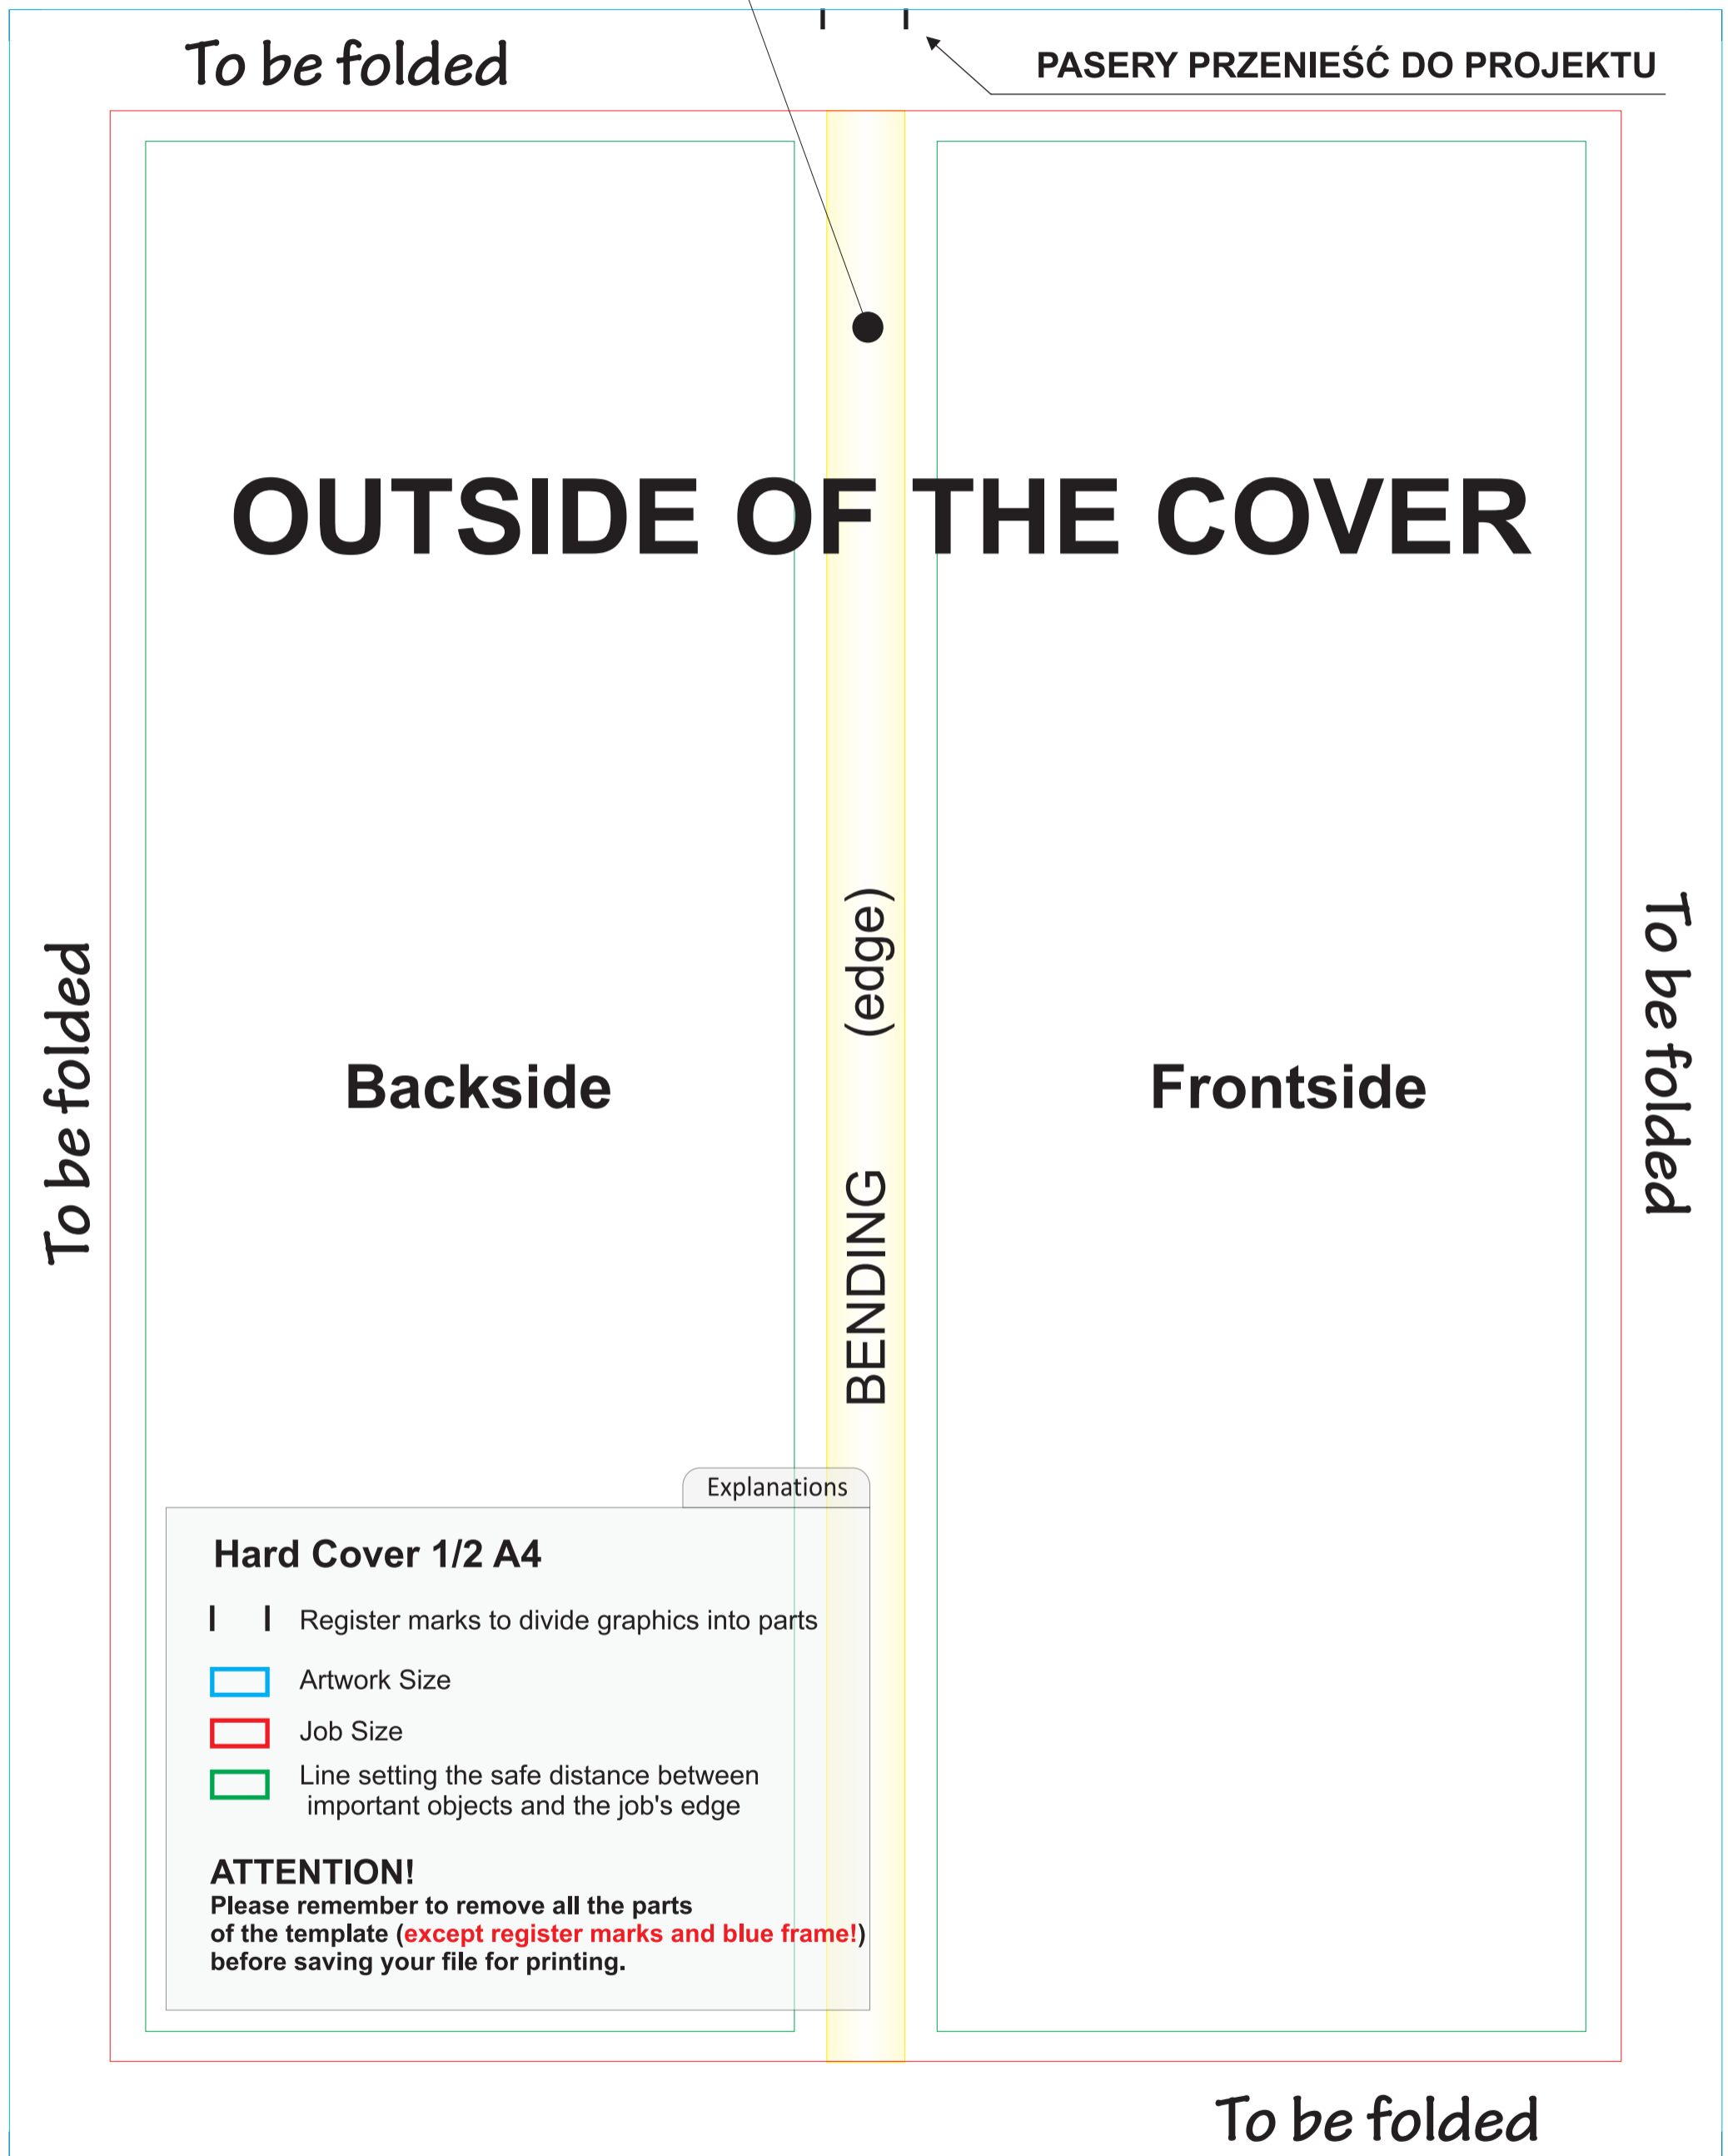 To be folded
PASERY PRZENIEŚĆ DO PROJEKTU
OUTSIDE OF THE COVER
To be folded
Backside
BENDING (edge)
Frontside
To be folded
Explanations
Hard Cover 1/2 A4
Register marks to divide graphics into parts
Artwork Size
Job Size
Line setting the safe distance between
important objects and the job's edge
ATTENTION!
Please remember to remove all the parts
of the template (except register marks and blue frame!)
before saving your file for printing.
To be folded